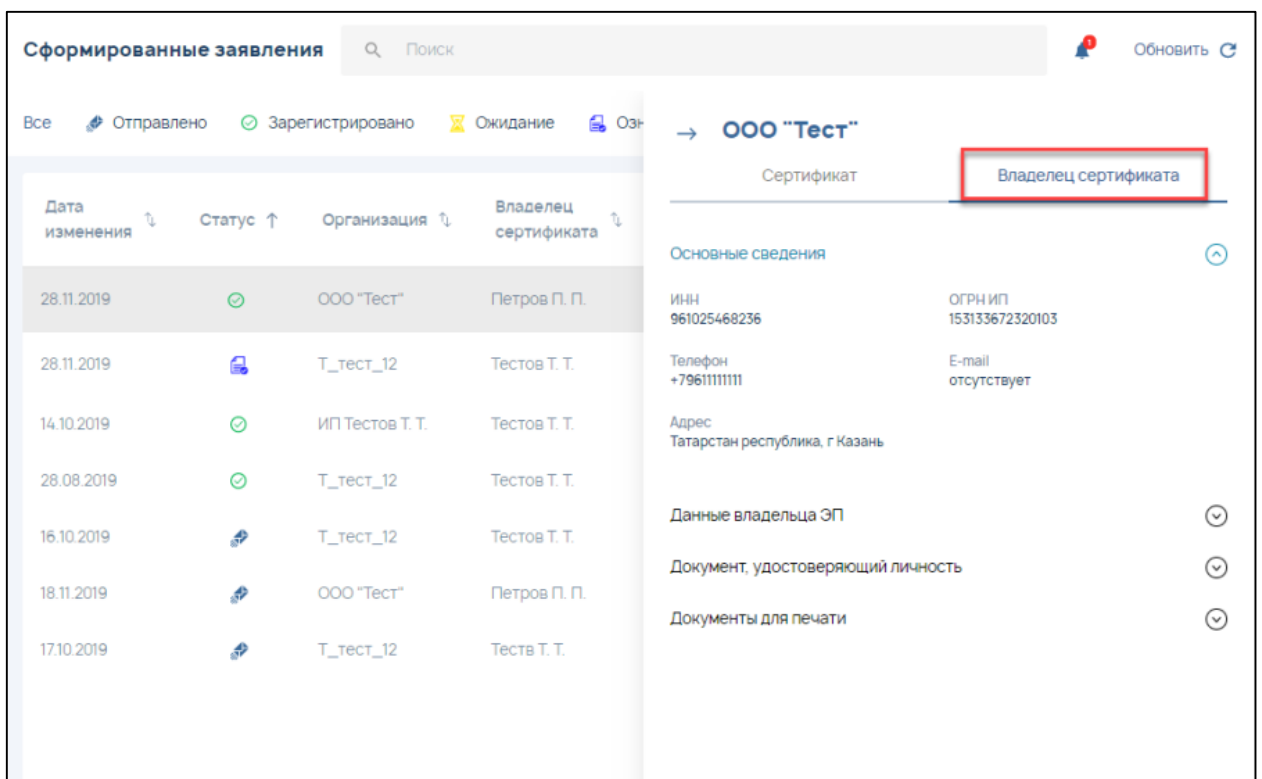 Сформированные заявления
Поиск
1
Обновить
Все
Отправлено
Зарегистрировано
Ожидание
Озн
Дата
изменения
Статус
Организация
Владелец
сертификата
28.11.2019
ООО "Тест"
Петров П. П.
28.11.2019
Т_тест_12
Тестов Т. Т.
14.10.2019
ИП Тестов Т. Т.
Тестов Т. Т.
28.08.2019
Т_тест_12
Тестов Т. Т.
16.10.2019
Т_тест_12
Тестов Т. Т.
18.11.2019
ООО "Тест"
Петров П. П.
17.10.2019
Т_тест_12
Теств Т. Т.
ООО "Тест"
Сертификат
Владелец сертификата
Основные сведения
ИНН
961025468236
ОГРН ИП
153133672320103
Телефон
+79611111111
E-mail
отсутствует
Адрес
Татарстан республика, г Казань
Данные владельца ЭП
Документ, удостоверяющий личность
Документы для печати